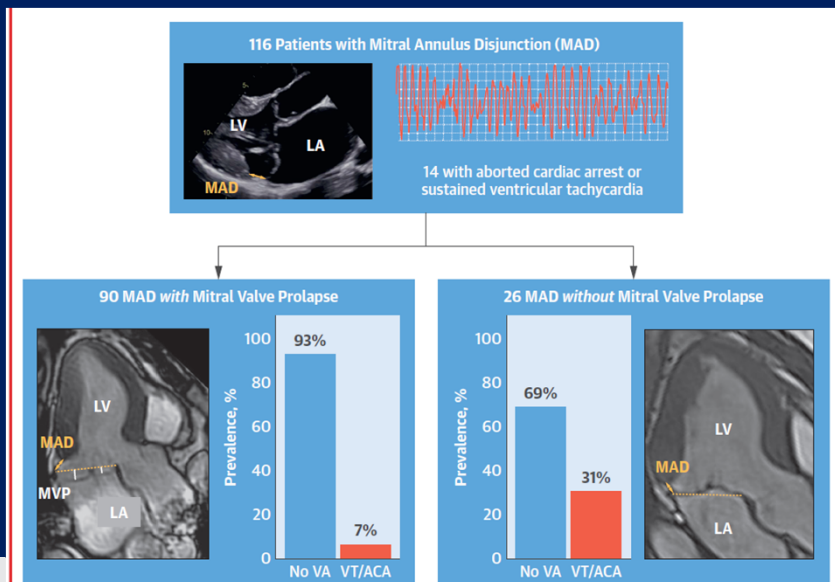 116 Patients with Mitral Annulus Disjunction (MAD)
5
10
LV
LA
MAD
14 with aborted cardiac arrest or
sustained ventricular tachycardia
90 MAD with Mitral Valve Prolapse
LV
MAD
MVP
LA
Prevalence, %
100
80
60
40
20
0
93%
7%
No VA
VT/ACA
26 MAD without Mitral Valve Prolapse
Prevalence, %
100
80
60
40
20
0
69%
31%
No VA
VT/ACA
LV
MAD
LA